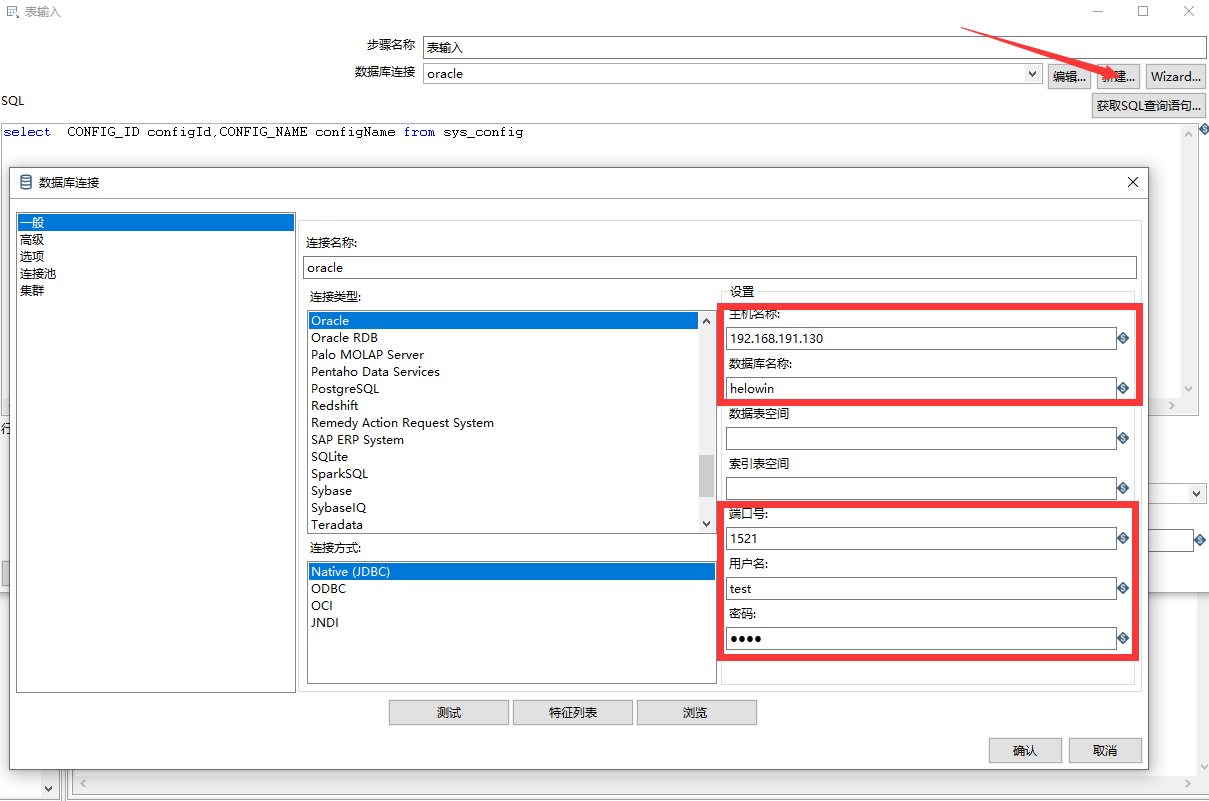 表输入
步骤名称 表输入
数据库连接 oracle 编辑... 新建... Wizard...
SQL 获取SQL查询语句...
select CONFIG_ID configId,CONFIG_NAME configName from sys_config
数据库连接
一般
高级
选项
连接池
集群
连接名称:
oracle
连接类型:
Oracle
Oracle RDB
Palo MOLAP Server
Pentaho Data Services
PostgreSQL
Redshift
Remedy Action Request System
SAP ERP System
SQLite
SparkSQL
Sybase
SybaseIQ
Teradata
连接方式:
Native (JDBC)
ODBC
OCI
JNDI
设置
主机名称:
192.168.191.130
数据库名称:
helowin
数据表空间
索引表空间
端口号:
1521
用户名:
test
密码:
●●●●
测试 特征列表 浏览
确认 取消
行